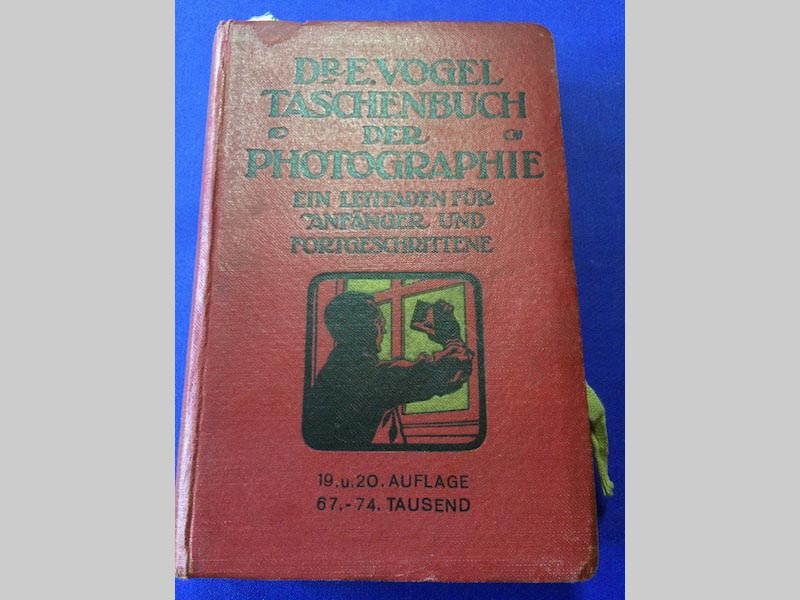 DR. E. VOGEL
TASCHENBUCH
DER
PHOTOGRAPHIE
EIN LEITFADEN FÜR
ANFÄNGER UND
FORTGESCHRITTENE
19. u. 20. AUFLAGE
67.-74. TAUSEND